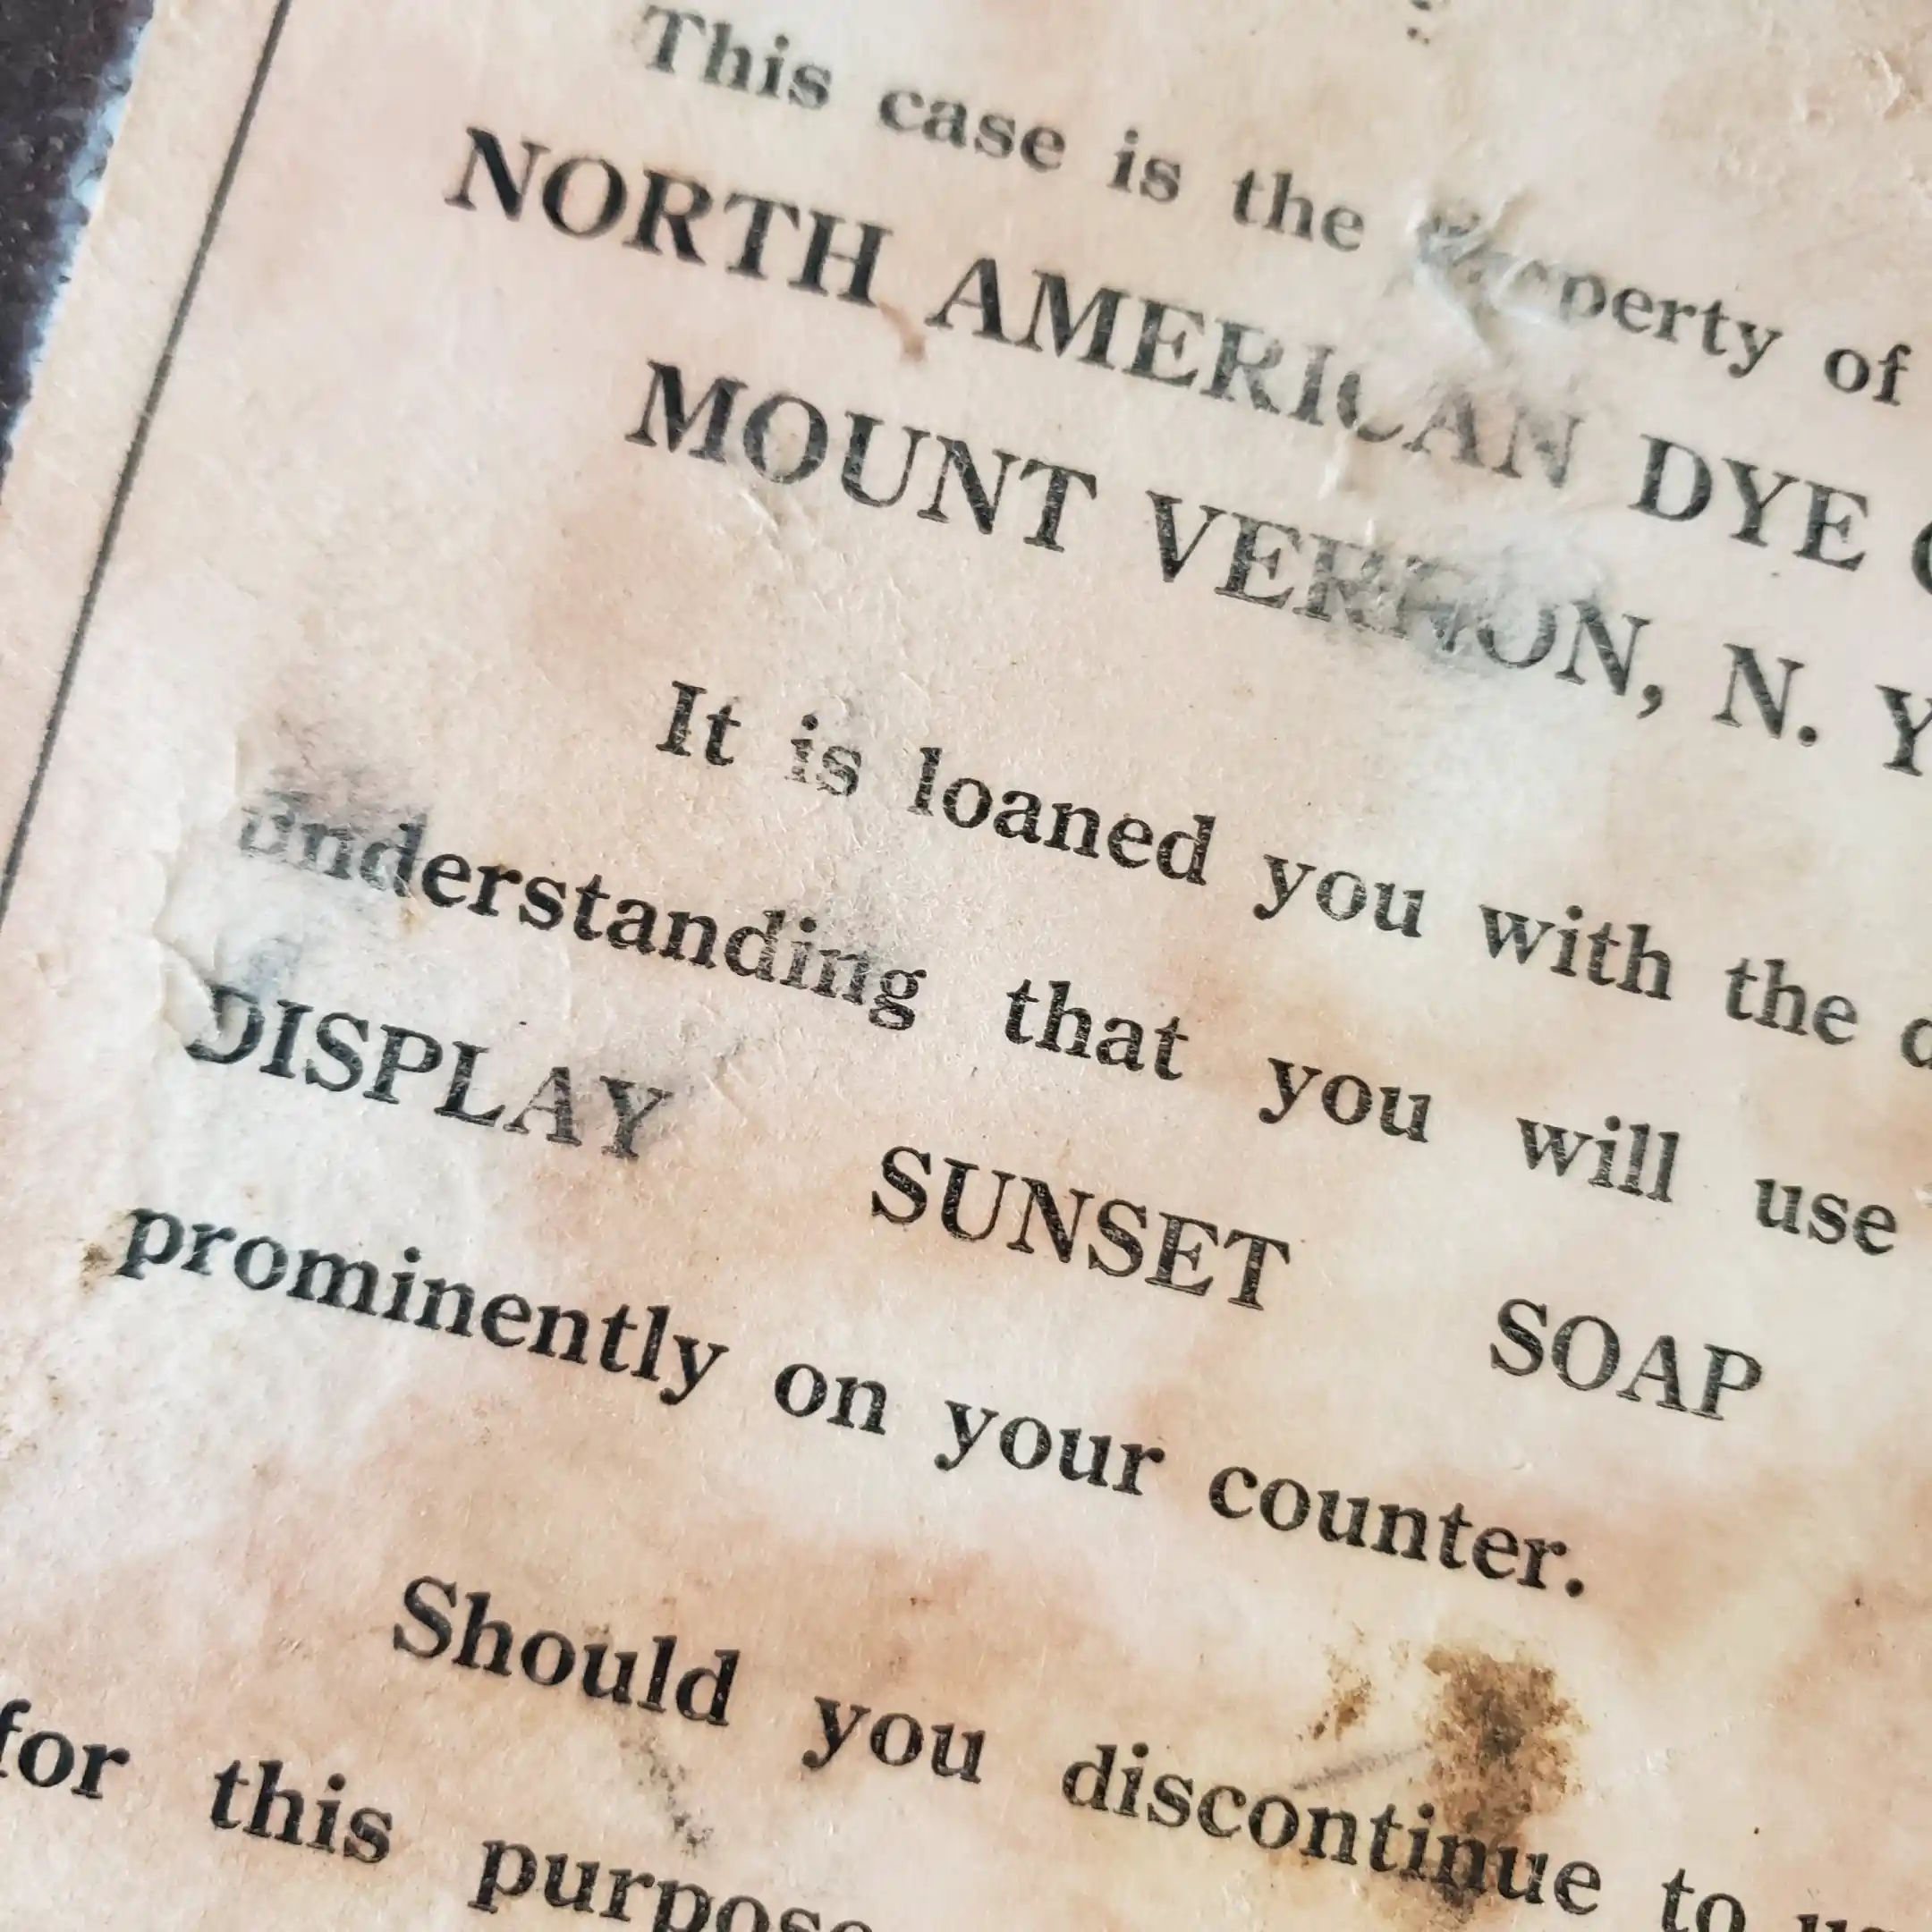 This case is the property of
NORTH AMERICAN DYE
MOUNT VERNON, N. Y
It is loaned you with the
understanding that you will use
DISPLAY SUNSET SOAP
prominently on your counter.
Should you discontinue to
for this purpose